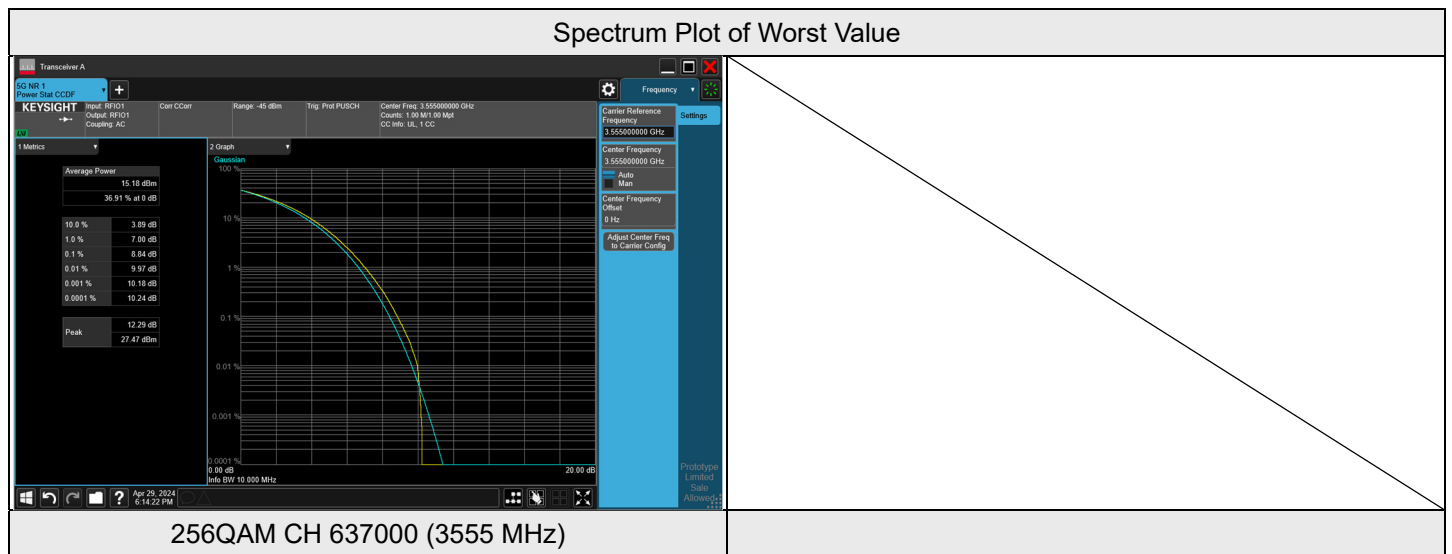 Spectrum Plot of Worst Value
Transceiver A
5G NR 1
Power Stat CCDF
+
Frequency
KEYSIGHT
Input: RFIO1
Output: RFIO1
Coupling: AC
Corr CCorr
Range: -45 dBm
Trig: Prot PUSCH
Center Freq: 3.555000000 GHz
Counts: 1.00 M/1.00 Mpt
CC Info: UL, 1 CC
1 Metrics
Average Power
15.18 dBm
36.91 % at 0 dB
10.0 % 3.89 dB
1.0 % 7.00 dB
0.1 % 8.84 dB
0.01 % 9.97 dB
0.001 % 10.18 dB
0.0001 % 10.24 dB
Peak 12.29 dB
27.47 dBm
2 Graph
Gaussian
100 %
10 %
1 %
0.1 %
0.01 %
0.001 %
0.0001 %
0.00 dB 20.00 dB
Info BW 10.000 MHz
Carrier Reference
Frequency
3.555000000 GHz
Center Frequency
3.555000000 GHz
Auto
Man
Center Frequency
Offset
0 Hz
Adjust Center Freq
to Carrier Config
Settings
Prototype
Limited
Sale
Allowed
?
Apr 29, 2024
6:14:22 PM
256QAM CH 637000 (3555 MHz)